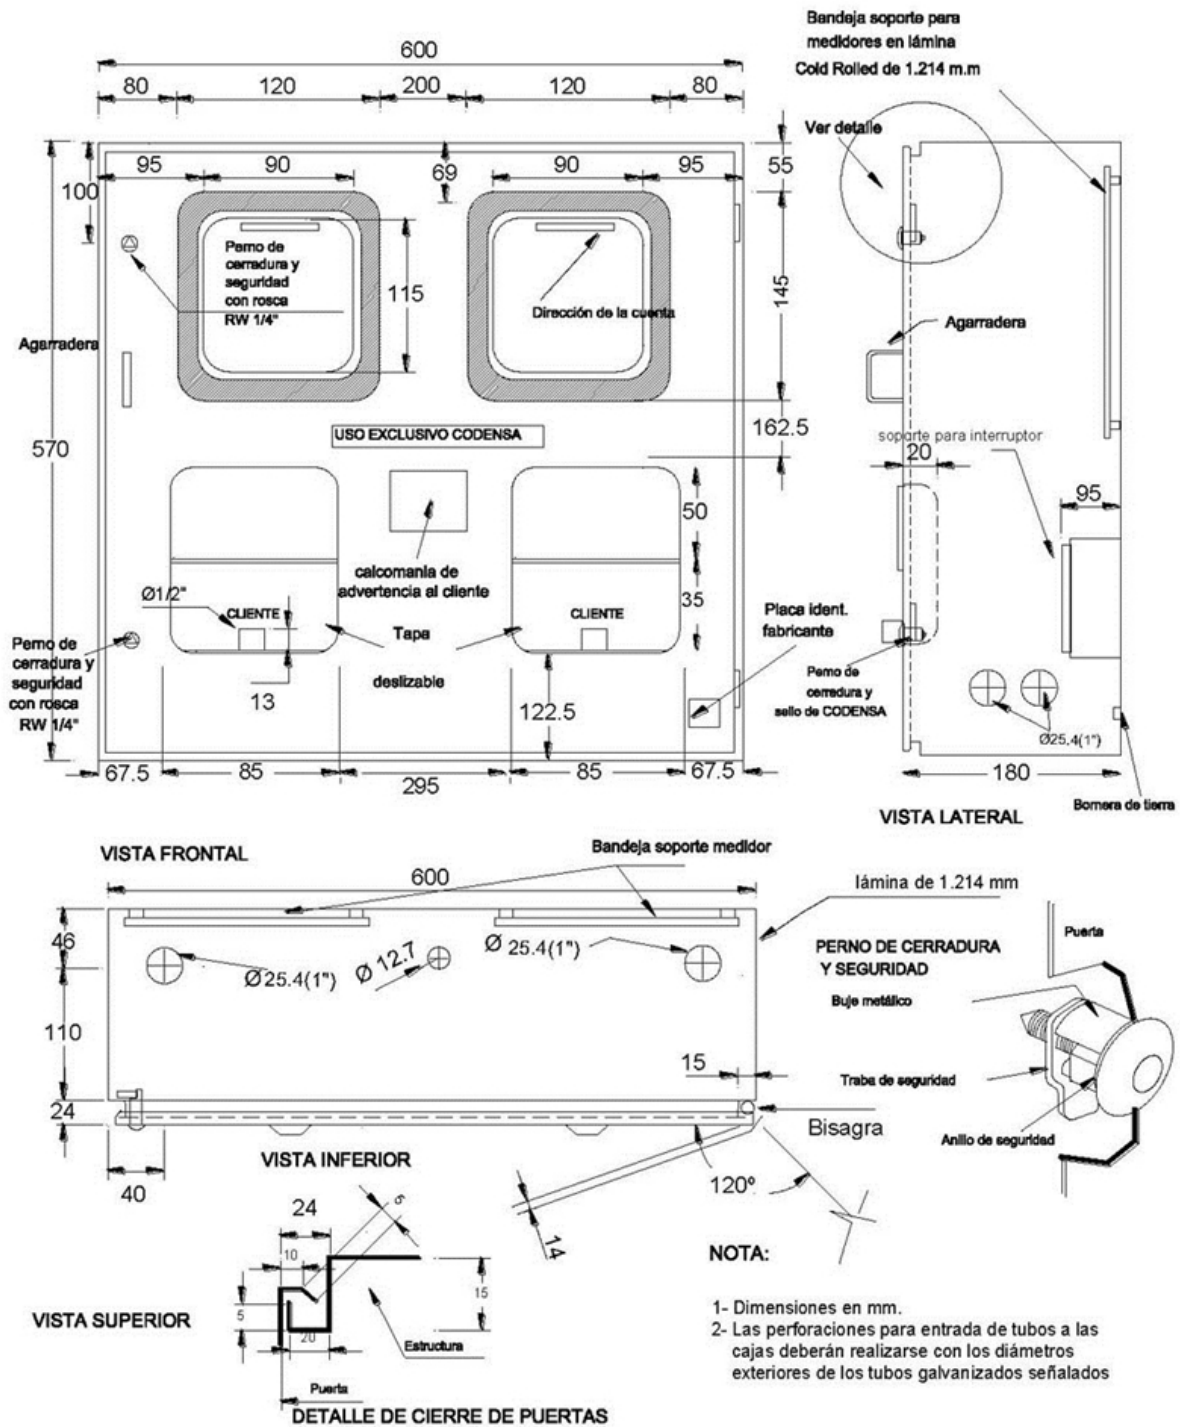 Bandeja soporte para
medidores en lámina
Cold Rolled de 1.214 m.m
600
80
120
200
120
80
Ver detalle
95
90
69
90
95
55
100
Perno de
cerradura y
seguridad
con rosca
RW 1/4"
115
Dirección de la cuenta
145
Agarradera
Agarradera
570
USO EXCLUSIVO CODENSA
162.5
soporte para interruptor
20
95
50
calcomanía de
advertencia al cliente
Ø1/2"
CLIENTE
CLIENTE
35
Tapa
deslizable
Placa ident.
fabricante
Perno de
cerradura y
seguridad
con rosca
RW 1/4"
13
122.5
Perno de
cerradura y
sello de CODENSA
Ø25.4(1")
67.5
85
295
85
67.5
180
Bornera de tierra
VISTA LATERAL
VISTA FRONTAL
Bandeja soporte medidor
600
lámina de 1.214 mm
46
Ø25.4(1")
Ø 12.7
Ø 25.4(1")
110
15
24
Bisagra
40
VISTA INFERIOR
120º
14
PERNO DE CERRADURA
Y SEGURIDAD
Puerta
Buje metálico
Traba de seguridad
Anillo de seguridad
24
6
10
15
5
20
VISTA SUPERIOR
Estructura
Puerta
DETALLE DE CIERRE DE PUERTAS
NOTA:
1- Dimensiones en mm.
2- Las perforaciones para entrada de tubos a las
cajas deberán realizarse con los diámetros
exteriores de los tubos galvanizados señalados